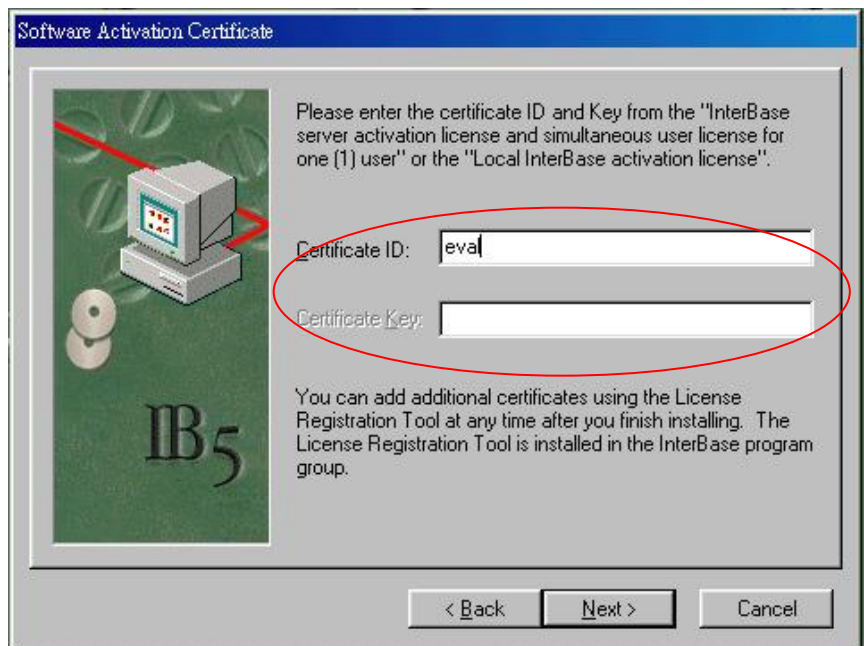 Software Activation Certificate
Please enter the certificate ID and Key from the "InterBase
server activation license and simultaneous user license for
one (1) user" or the "Local InterBase activation license".
Certificate ID: eval
Certificate Key:
You can add additional certificates using the License
Registration Tool at any time after you finish installing. The
License Registration Tool is installed in the InterBase program
group.
IB5
< Back Next > Cancel